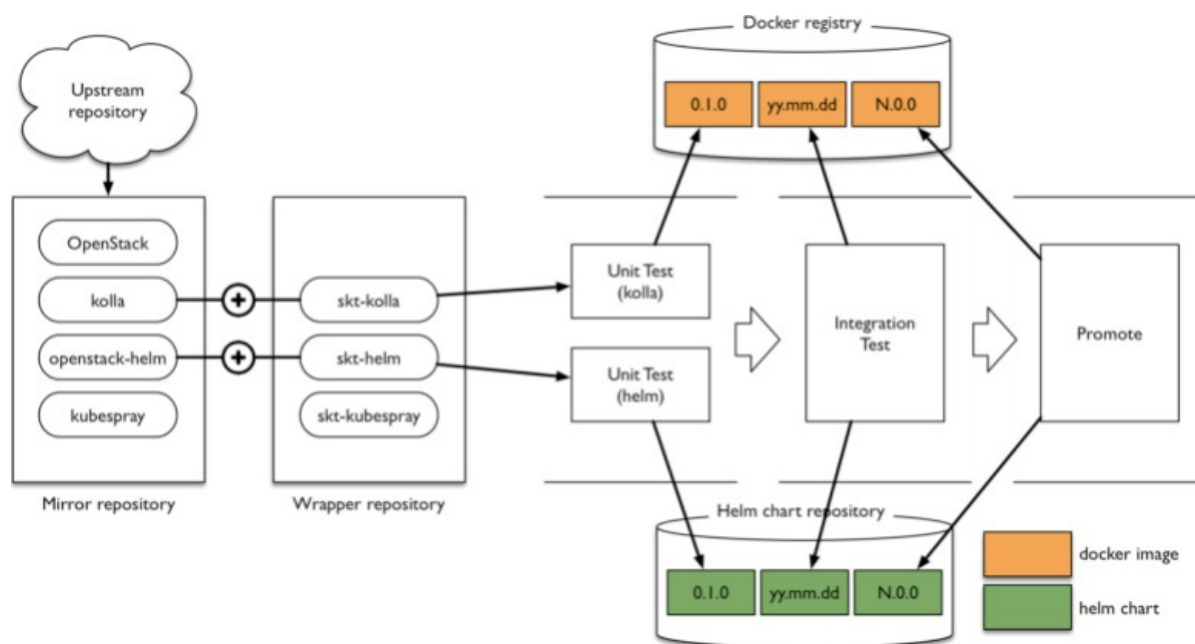 Docker registry
Upstream
repository
0.1.0
yy.mm.dd
N.0.0
OpenStack
kolla
openstack-helm
kubespray
Mirror repository
skt-kolla
skt-helm
skt-kubespray
Wrapper repository
Unit Test
(kolla)
Unit Test
(helm)
Integration
Test
Promote
Helm chart repository
0.1.0
yy.mm.dd
N.0.0
docker image
helm chart